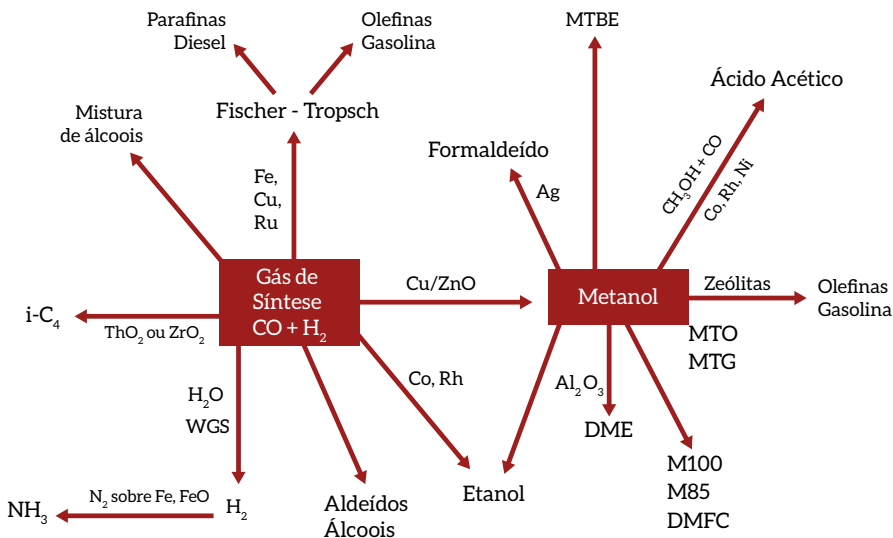 Parafinas
Diesel
Olefinas
Gasolina
MTBE
Ácido Acético
Mistura
de álcoois
Fischer - Tropsch
Formaldeído
CH₃OH + CO
Co, Rh, Ni
Fe,
Cu,
Ru
Ag
Gás de
Síntese
CO + H₂
Cu/ZnO
Metanol
Zeólitas
Olefinas
Gasolina
MTO
MTG
i-C₄
ThO₂ ou ZrO₂
H₂O
WGS
Co, Rh
Al₂O₃
DME
M100
M85
DMFC
Etanol
Aldeídos
Álcoois
NH₃
N₂ sobre Fe, FeO
H₂